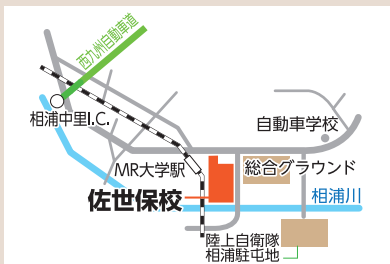 西九州自動車道
相浦中里I.C.
自動車学校
MR大学駅
総合グラウンド
佐世保校
相浦川
陸上自衛隊
相浦駐屯地